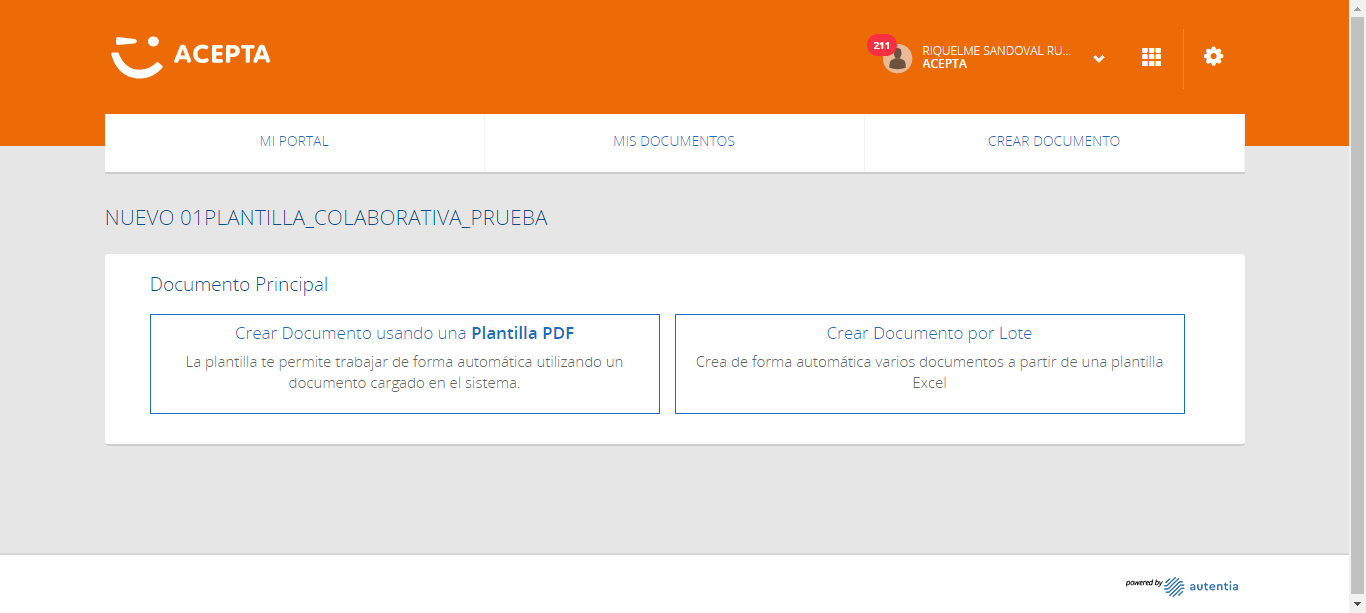 ACEPTA
211
RIQUELME SANDOVAL RU...
ACEPTA
MI PORTAL
MIS DOCUMENTOS
CREAR DOCUMENTO
NUEVO 01PLANTILLA_COLABORATIVA_PRUEBA
Documento Principal
Crear Documento usando una Plantilla PDF
La plantilla te permite trabajar de forma automática utilizando un
documento cargado en el sistema.
Crear Documento por Lote
Crea de forma automática varios documentos a partir de una plantilla
Excel
powered by autentia